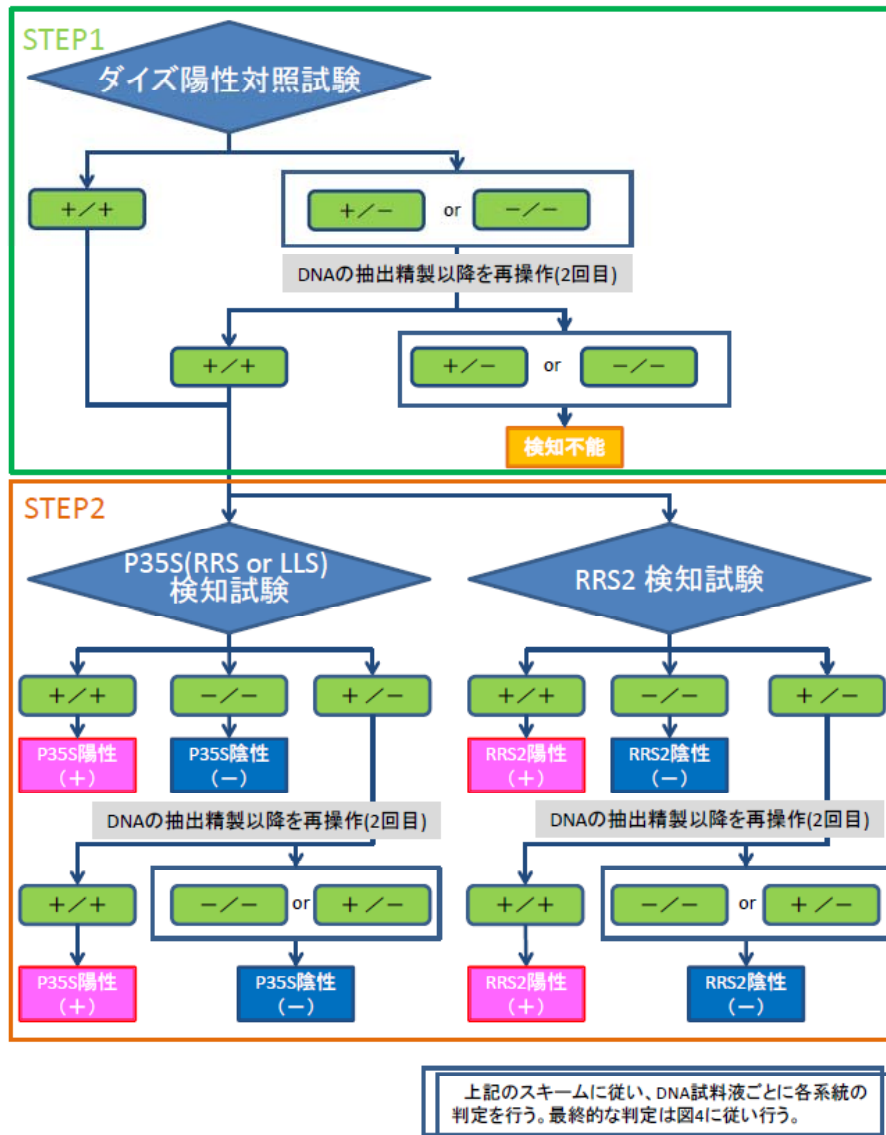 STEP1
ダイズ陽性対照試験
+/+
+/- or -/-
DNAの抽出精製以降を再操作(2回目)
+/+
+/- or -/-
検知不能
STEP2
P35S(RRS or LLS)
検知試験
RRS2 検知試験
+/+
-/-
+/-
+/+
-/-
+/-
P35S陽性
(+)
P35S陰性
(-)
RRS2陽性
(+)
RRS2陰性
(-)
DNAの抽出精製以降を再操作(2回目)
DNAの抽出精製以降を再操作(2回目)
+/+
-/- or +/-
+/+
-/- or +/-
P35S陽性
(+)
P35S陰性
(-)
RRS2陽性
(+)
RRS2陰性
(-)
上記のスキームに従い、DNA試料液ごとに各系統の
判定を行う。最終的な判定は図4に従い行う。